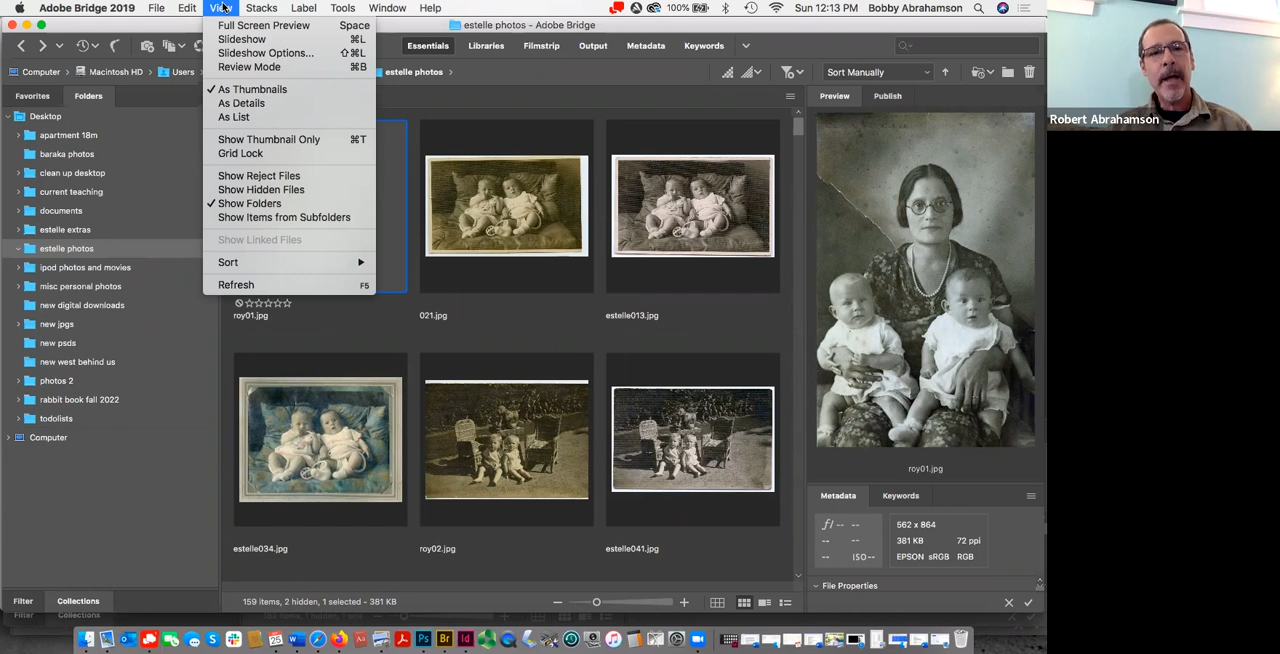 Adobe Bridge 2019 File Edit View Stacks Label Tools Window Help 100% Sun 12:13 PM Bobby Abrahamson
estelle photos - Adobe Bridge
Essentials Libraries Filmstrip Output Metadata Keywords
Computer Macintosh HD Users estelle photos Sort Manually
Full Screen Preview Space
Slideshow ⌘L
Slideshow Options... ⇧⌘L
Review Mode ⌘B
✓ As Thumbnails
As Details
As List
Show Thumbnail Only ⌘T
Grid Lock
Show Reject Files
Show Hidden Files
✓ Show Folders
Show Items from Subfolders
Show Linked Files
Sort
Refresh F5
Favorites Folders
Desktop
apartment 18m
baraka photos
clean up desktop
current teaching
documents
estelle extras
estelle photos
ipod photos and movies
misc personal photos
new digital downloads
new jpgs
new psds
new west behind us
photos 2
rabbit book fall 2022
todolists
Computer
roy01.jpg 021.jpg estelle013.jpg
estelle034.jpg roy02.jpg estelle041.jpg
Preview Publish
roy01.jpg
Metadata Keywords
f/ -- --
-- --
-- ISO--
562 x 864
381 KB 72 ppi
EPSON sRGB RGB
File Properties
Filter Collections
159 items, 2 hidden, 1 selected - 381 KB
Filter Collections
Robert Abrahamson
25 Ps Br Id